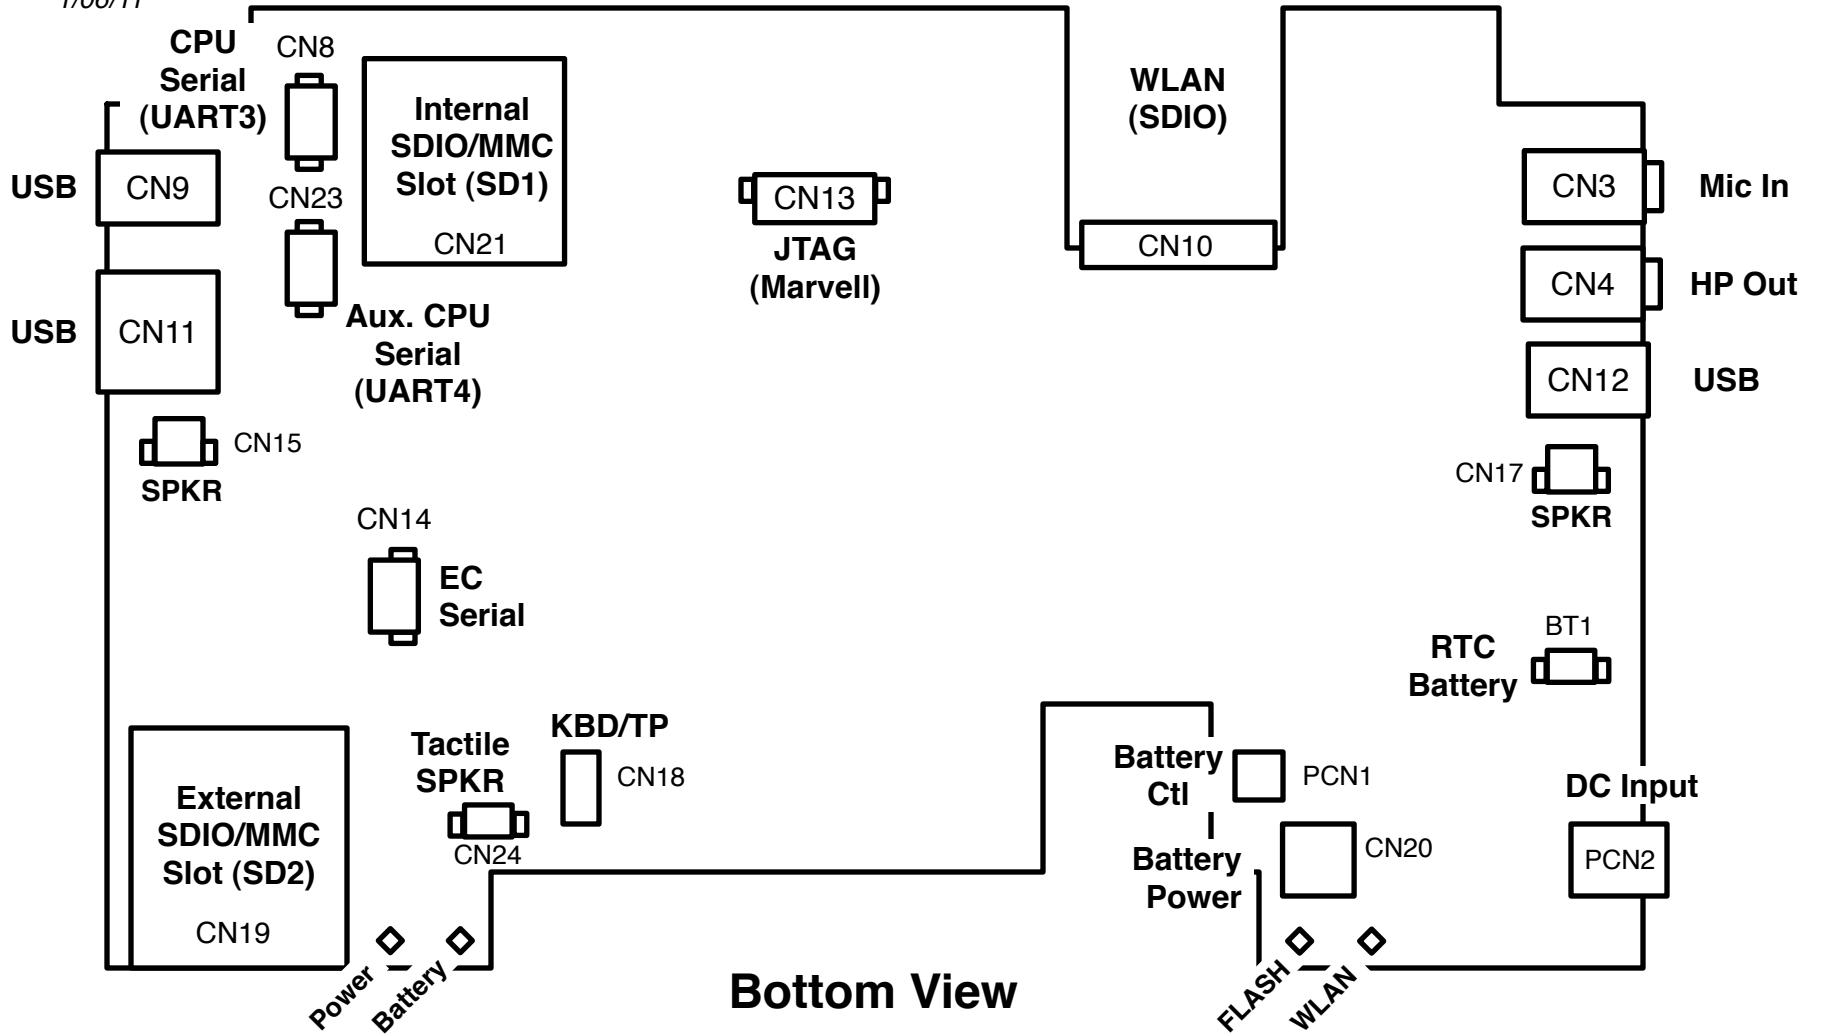 CPU
Serial
(UART3)
CN8
Internal
SDIO/MMC
Slot (SD1)
CN21
WLAN
(SDIO)
USB
CN9
CN23
CN13
JTAG
(Marvell)
CN10
CN3
Mic In
CN4
HP Out
USB
CN11
Aux. CPU
Serial
(UART4)
CN12
USB
CN15
SPKR
CN17
SPKR
CN14
EC
Serial
BT1
RTC
Battery
KBD/TP
CN18
Tactile
SPKR
CN24
Battery
Ctl
PCN1
DC Input
PCN2
External
SDIO/MMC
Slot (SD2)
CN19
Battery
Power
CN20
Power
Battery
Bottom View
FLASH
WLAN